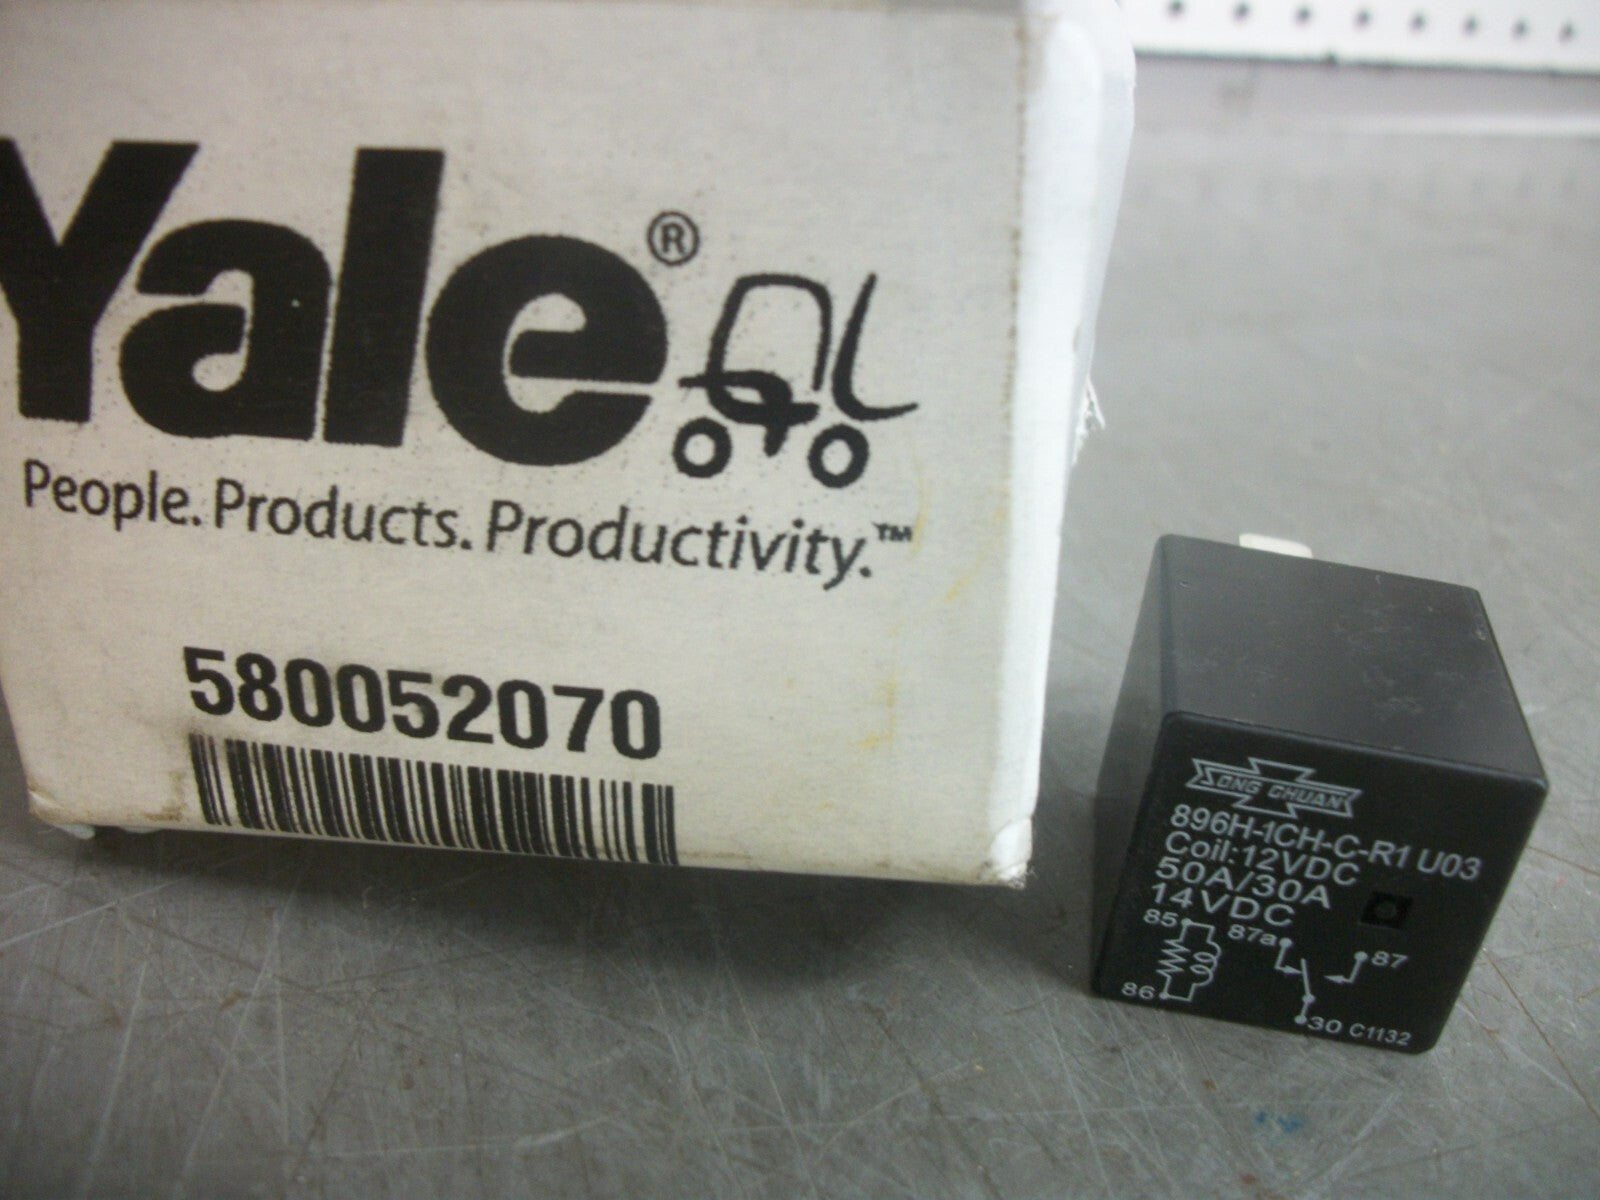 Yale®
People. Products. Productivity.™
580052070
SONG CHUAN
896H-1CH-C-R1 U03
Coil:12VDC
50A/30A
14VDC
85 87a 87
86 30 C1132